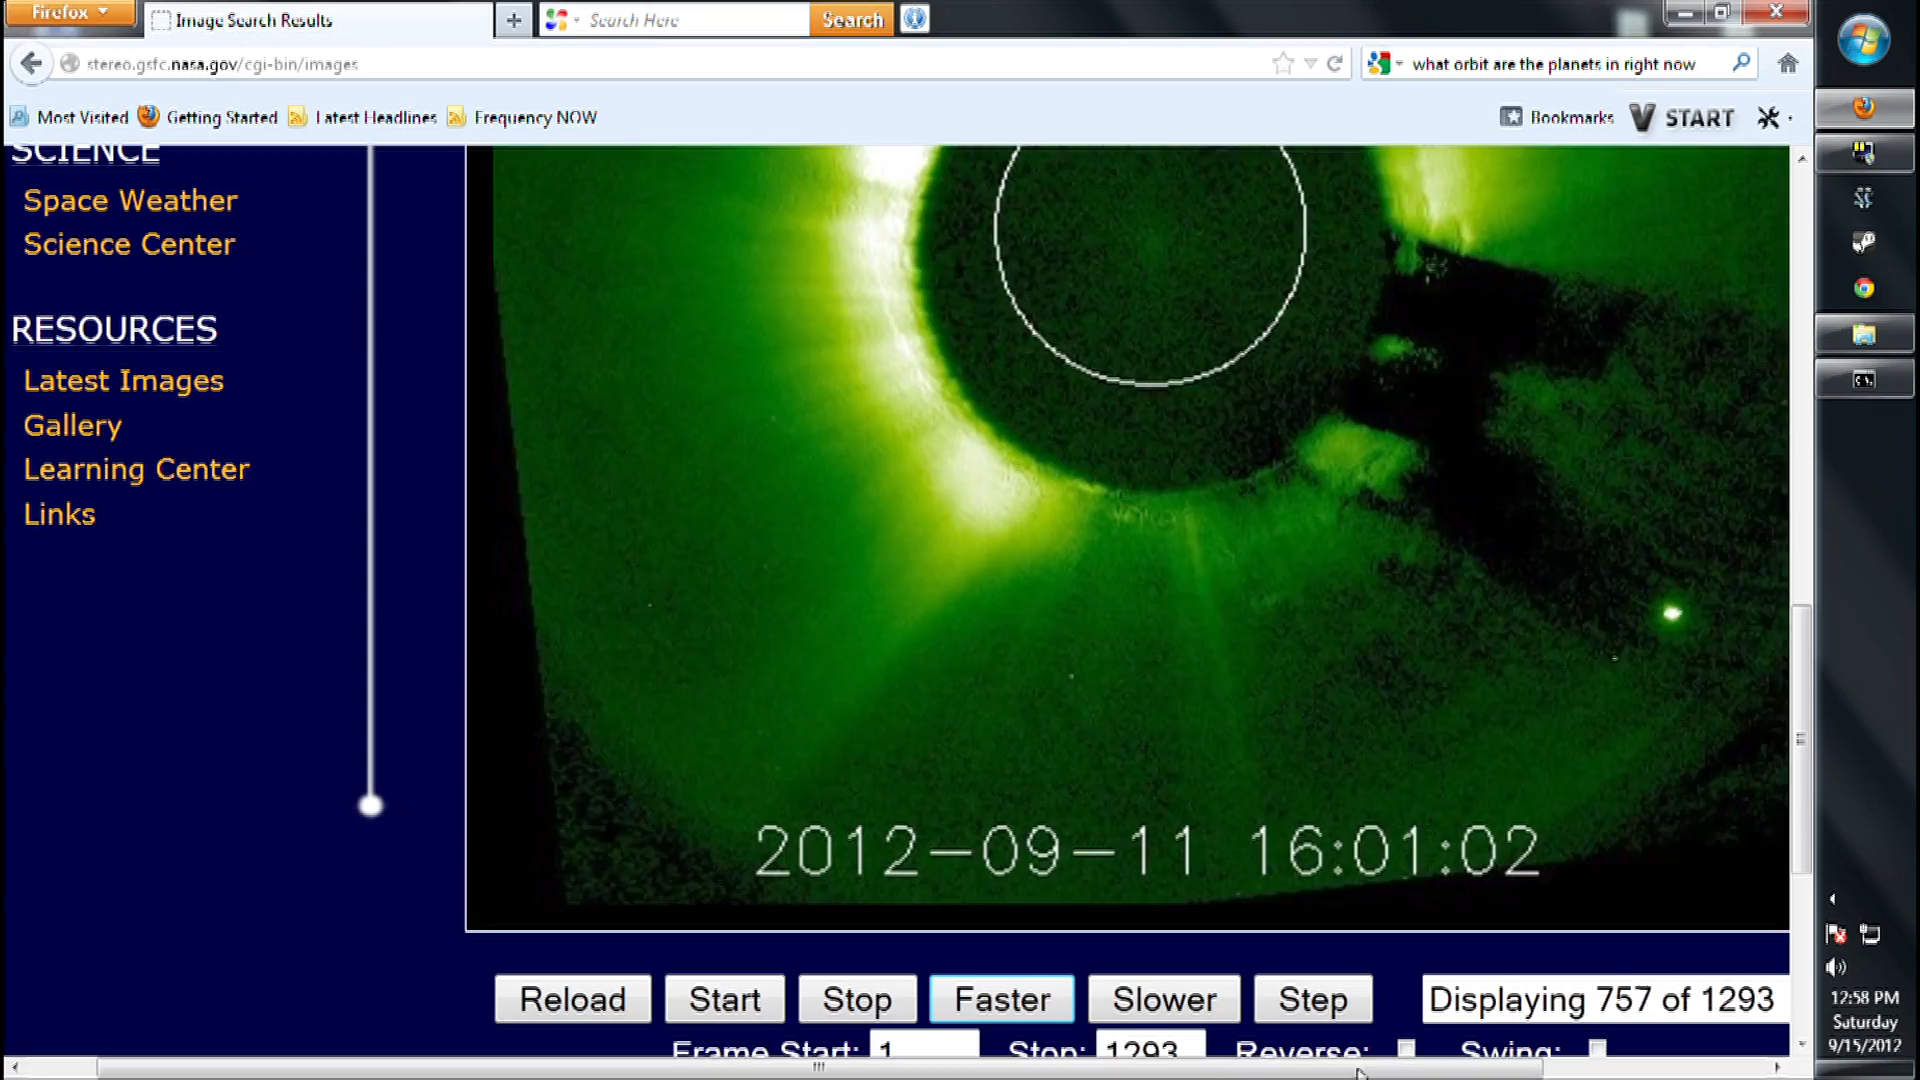 Firefox
Image Search Results
Search Here
Search
stereo.gsfc.nasa.gov/cgi-bin/images
what orbit are the planets in right now
Most Visited
Getting Started
Latest Headlines
Frequency NOW
Bookmarks
V START
SCIENCE
Space Weather
Science Center
RESOURCES
Latest Images
Gallery
Learning Center
Links
2012-09-11 16:01:02
Reload
Start
Stop
Faster
Slower
Step
Displaying 757 of 1293
Frame Start: 1
Stop: 1293
Reverse:
Swing:
12:58 PM
Saturday
9/15/2012